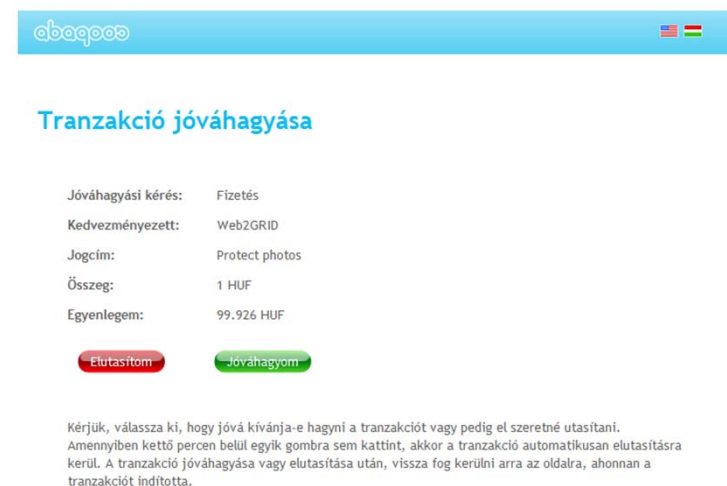 abaqoos
Tranzakció jóváhagyása
Jóváhagyási kérés: Fizetés
Kedvezményezett: Web2GRID
Jogcím: Protect photos
Összeg: 1 HUF
Egyenlegem: 99.926 HUF
Elutasítom Jóváhagyom
Kérjük, válassza ki, hogy jóvá kívánja-e hagyni a tranzakciót vagy pedig el szeretné utasítani.
Amennyiben kettő percen belül egyik gombra sem kattint, akkor a tranzakció automatikusan elutasításra
kerül. A tranzakció jóváhagyása vagy elutasítása után, vissza fog kerülni arra az oldalra, ahonnan a
tranzakciót indította.